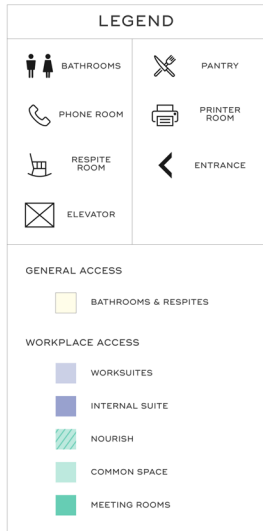 LEGEND
BATHROOMS
PANTRY
PHONE ROOM
PRINTER
ROOM
RESPITE
ROOM
ENTRANCE
ELEVATOR
GENERAL ACCESS
BATHROOMS & RESPITES
WORKPLACE ACCESS
WORKSUITES
INTERNAL SUITE
NOURISH
COMMON SPACE
MEETING ROOMS